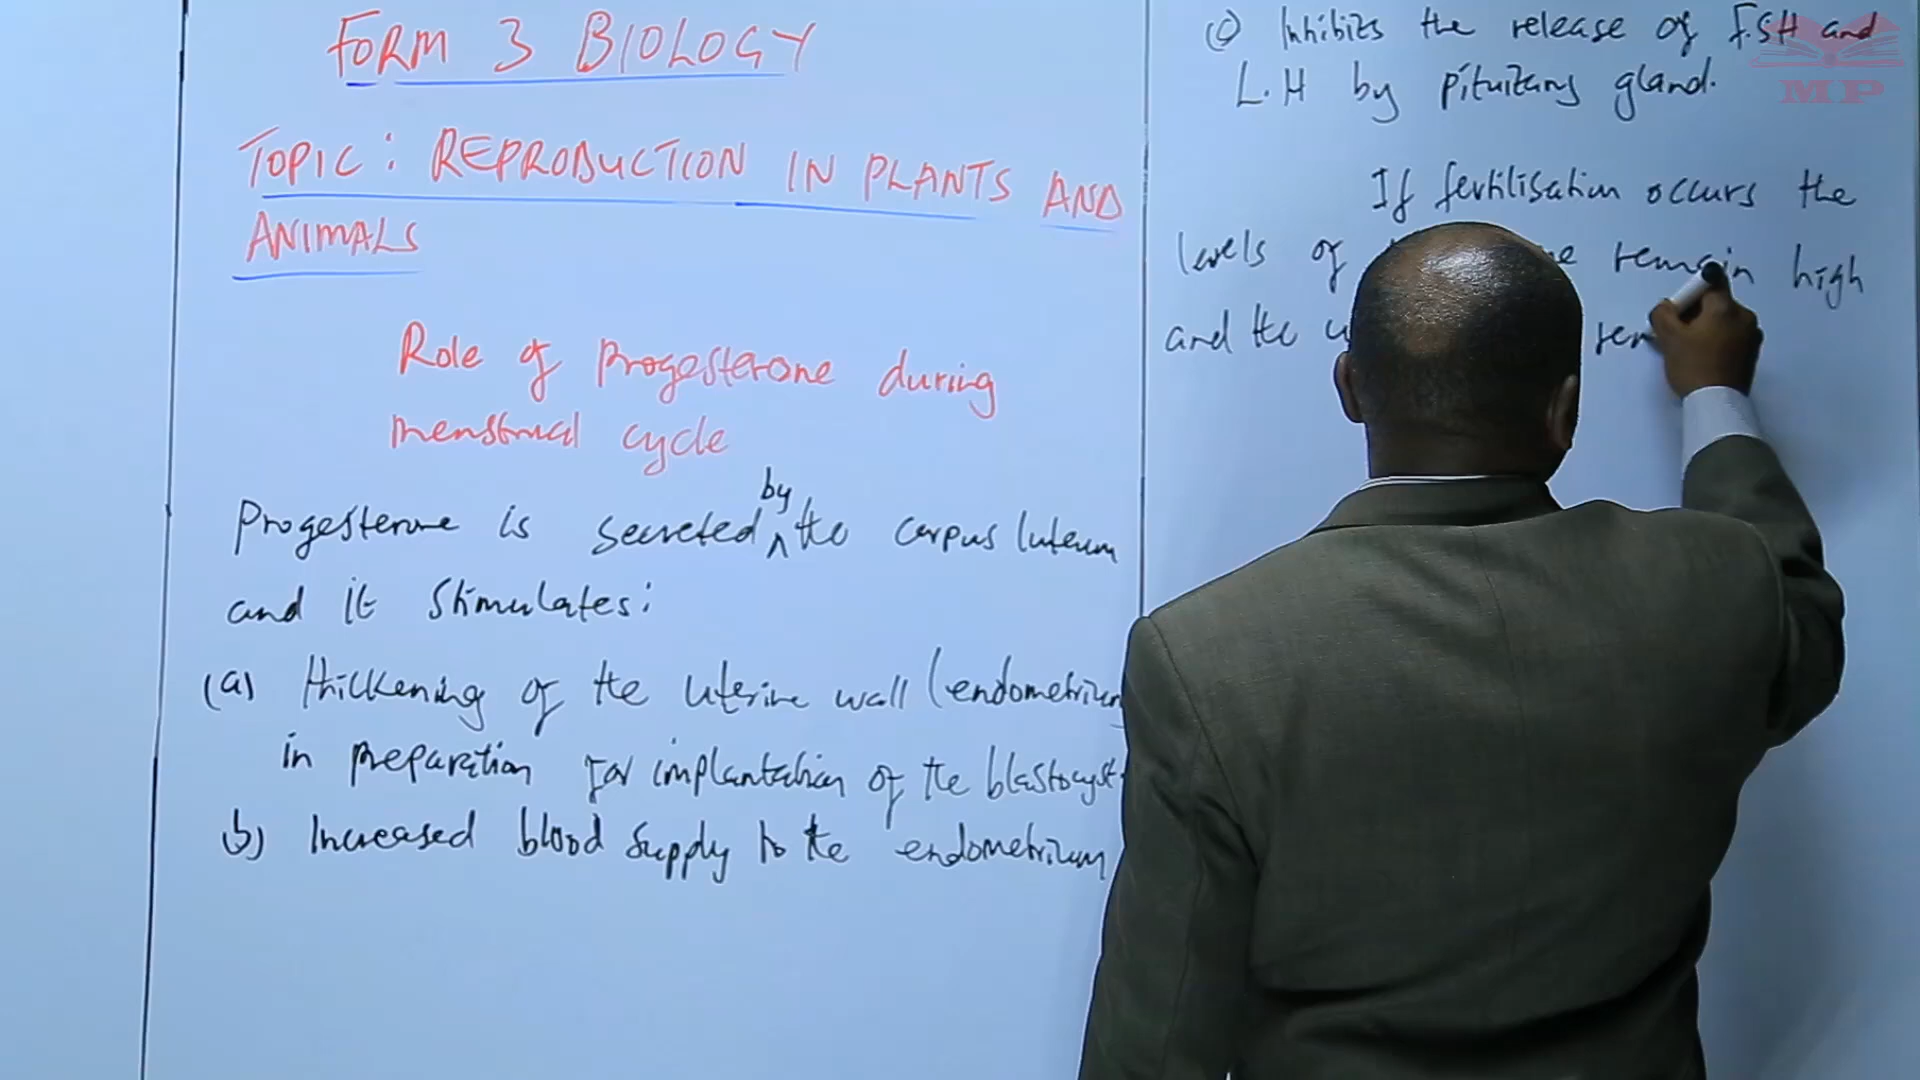 FORM 3 BIOLOGY
TOPIC: REPRODUCTION IN PLANTS AND
ANIMALS
Role of progesterone during
menstrual cycle
Progesterone is secreted by the corpus luteum
and it stimulates:
(a) thickening of the uterine wall (endometrium)
in preparation for implantation of the blastocyst.
b) Increased blood supply to the endometrium
(c) Inhibits the release of F.S.H and
L.H by pituitary gland.
If fertilisation occurs the
levels of remain high
and the
MP